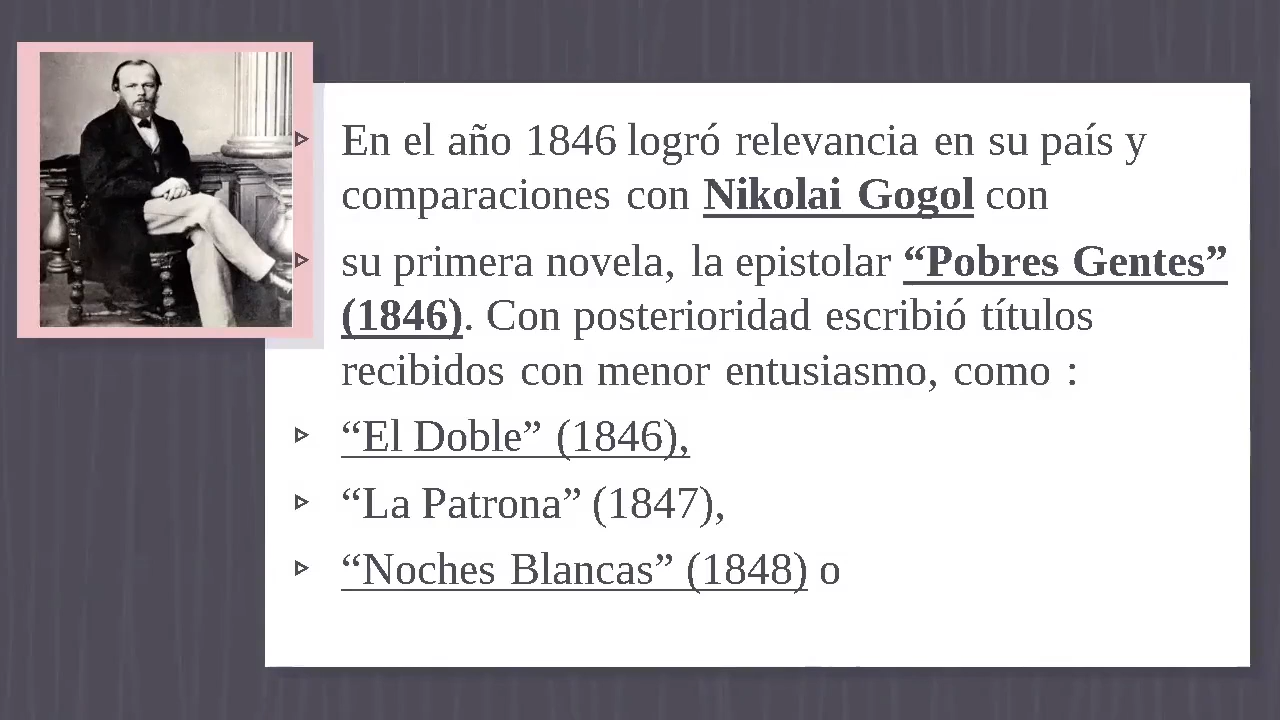 En el año 1846 logró relevancia en su país y
comparaciones con Nikolai Gogol con
su primera novela, la epistolar “Pobres Gentes”
(1846). Con posterioridad escribió títulos
recibidos con menor entusiasmo, como :
“El Doble” (1846),
“La Patrona” (1847),
“Noches Blancas” (1848) o